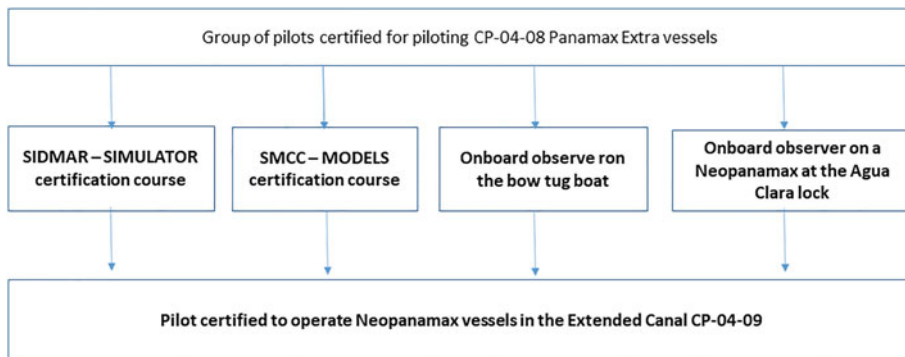 Group of pilots certified for piloting CP-04-08 Panamax Extra vessels
SIDMAR – SIMULATOR
certification course
SMCC – MODELS
certification course
Onboard observe ron
the bow tug boat
Onboard observer on a
Neopanamax at the Agua
Clara lock
Pilot certified to operate Neopanamax vessels in the Extended Canal CP-04-09